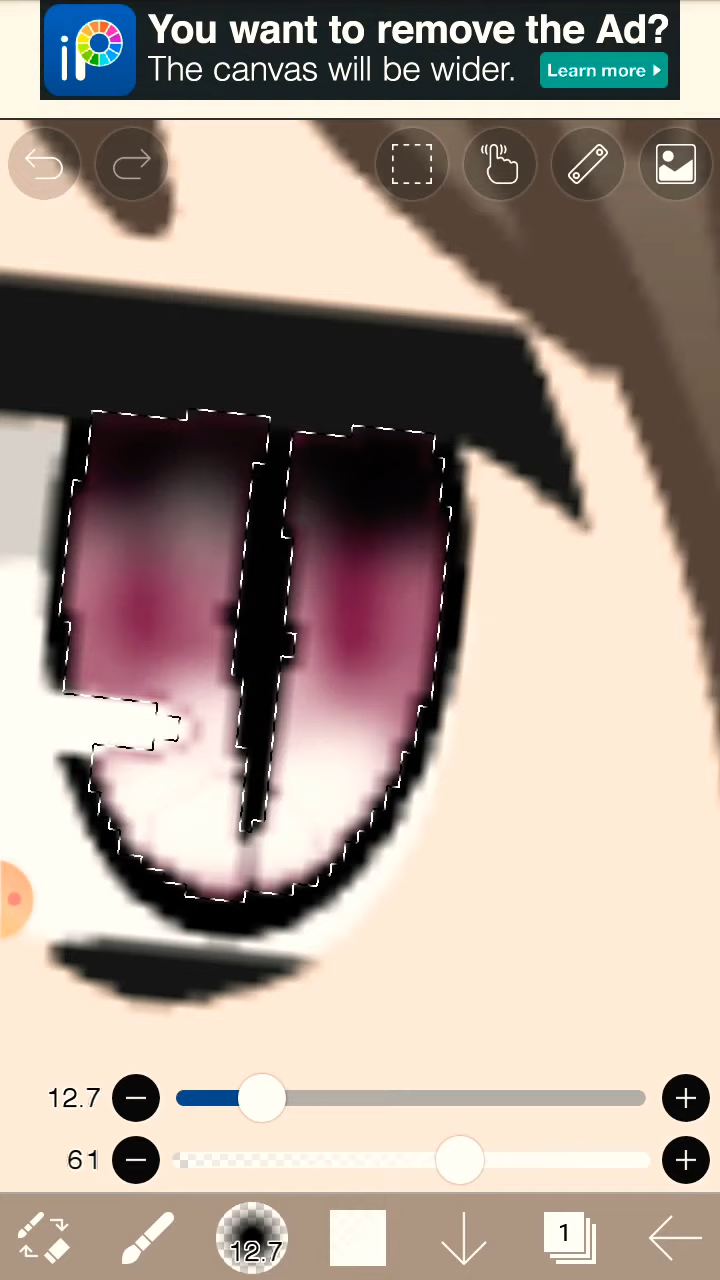 iP
You want to remove the Ad?
The canvas will be wider.
Learn more
12.7
61
12.7
1